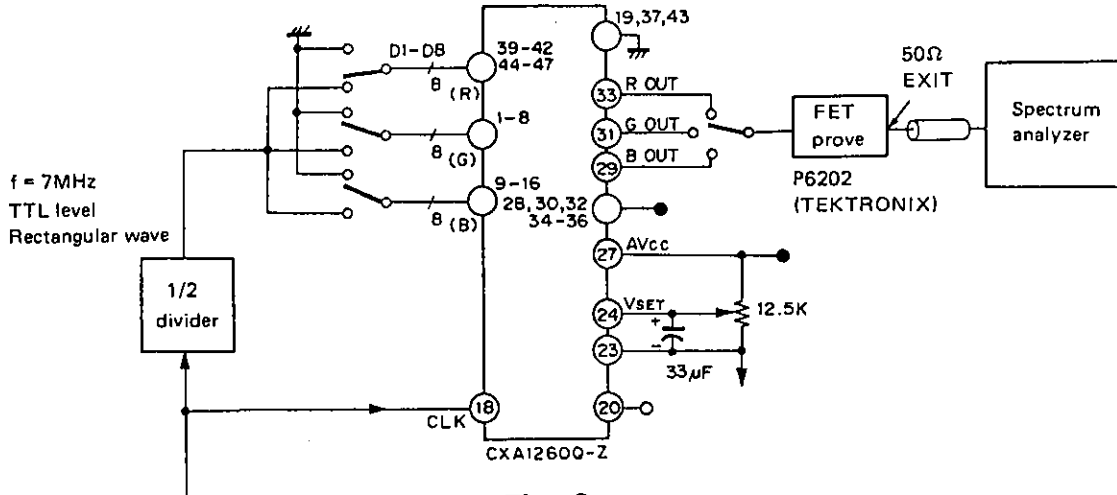 19,37,43
D1-D8
39-42
44-47
8
(R)
1-8
8
(G)
9-16
28,30,32
34-36
8
(B)
33
R OUT
31
G OUT
29
B OUT
27
AVcc
24
VSET
+
-
33µF
12.5K
23
20
18
CLK
CXA1260Q-Z
50Ω
EXIT
FET
prove
P6202
(TEKTRONIX)
Spectrum
analyzer
f = 7MHz
TTL level
Rectangular wave
1/2
divider